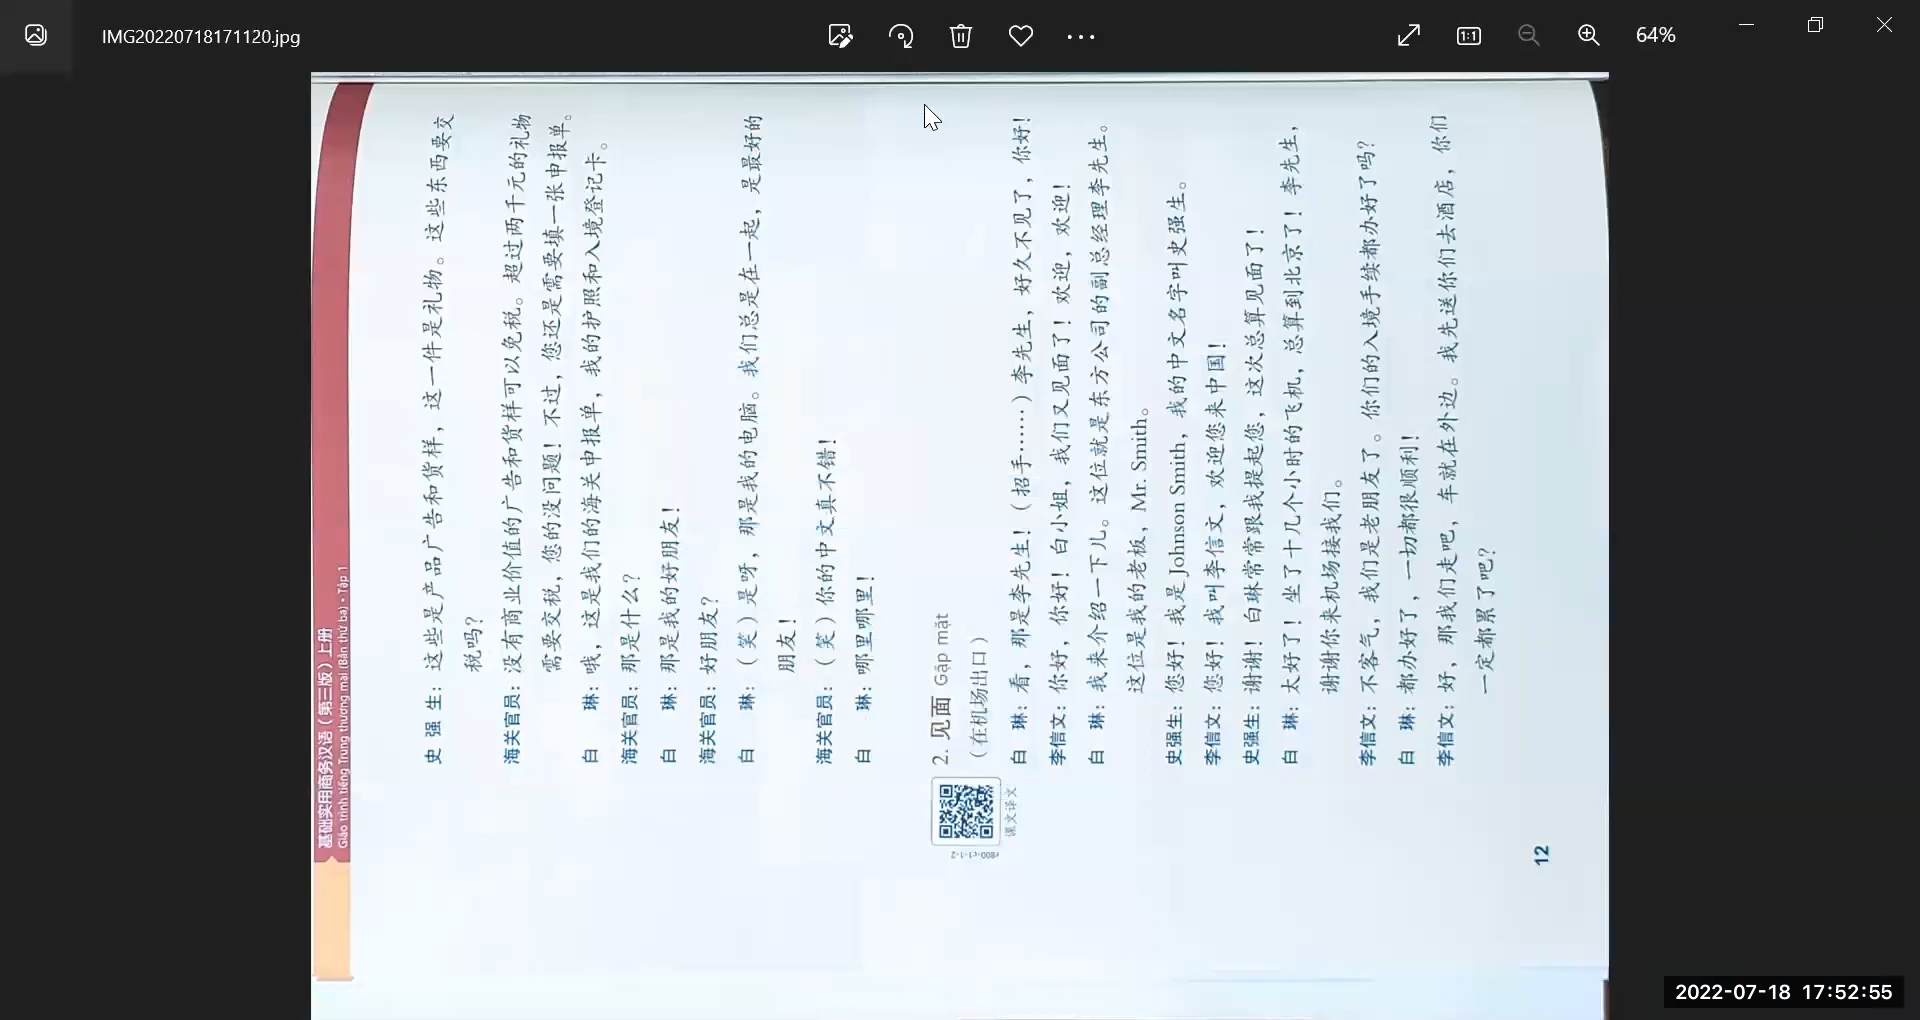 IMG20220718171120.jpg
64%
基础实用商务汉语（第三版）上册
Giáo trình tiếng Trung thương mại (Bản thứ ba) • Tập 1
史强生：这些是产品广告和货样，这一件是礼物。这些东西要交
税吗？
海关官员：没有商业价值的广告和货样可以免税。超过两千元的礼物
需要交税，您的没问题！不过，您还是需要填一张申报单。
白琳：哦，这是我们的海关申报单，我的护照和入境登记卡。
海关官员：那是什么？
白琳：那是我的好朋友！
海关官员：好朋友？
白琳：（笑）是呀，那是我的电脑。我们总是在一起，是最好的
朋友！
海关官员：（笑）你的中文真不错！
白琳：哪里哪里！
2. 见面 Gặp mặt
（在机场出口）
课文译文
r800-c1-1-2
白琳：看，那是李先生！（招手……）李先生，好久不见了，你好！
李信文：你好，你好！白小姐，我们又见面了！欢迎，欢迎！
白琳：我来介绍一下儿。这位就是东方公司的副总经理李先生。
这位是我的老板，Mr. Smith。
史强生：您好！我是Johnson Smith，我的中文名字叫史强生。
李信文：您好！我叫李信文，欢迎您来中国！
史强生：谢谢！白琳常常跟我提起您，这次总算见面了！
白琳：太好了！坐了十几个小时的飞机，总算到北京了！李先生，
谢谢你来机场接我们。
李信文：不客气，我们是老朋友了。你们的入境手续都办好了吗？
白琳：都办好了，一切都很顺利！
李信文：好，那我们走吧，车就在外边。我先送你们去酒店，你们
一定都累了吧？
12
2022-07-18 17:52:55